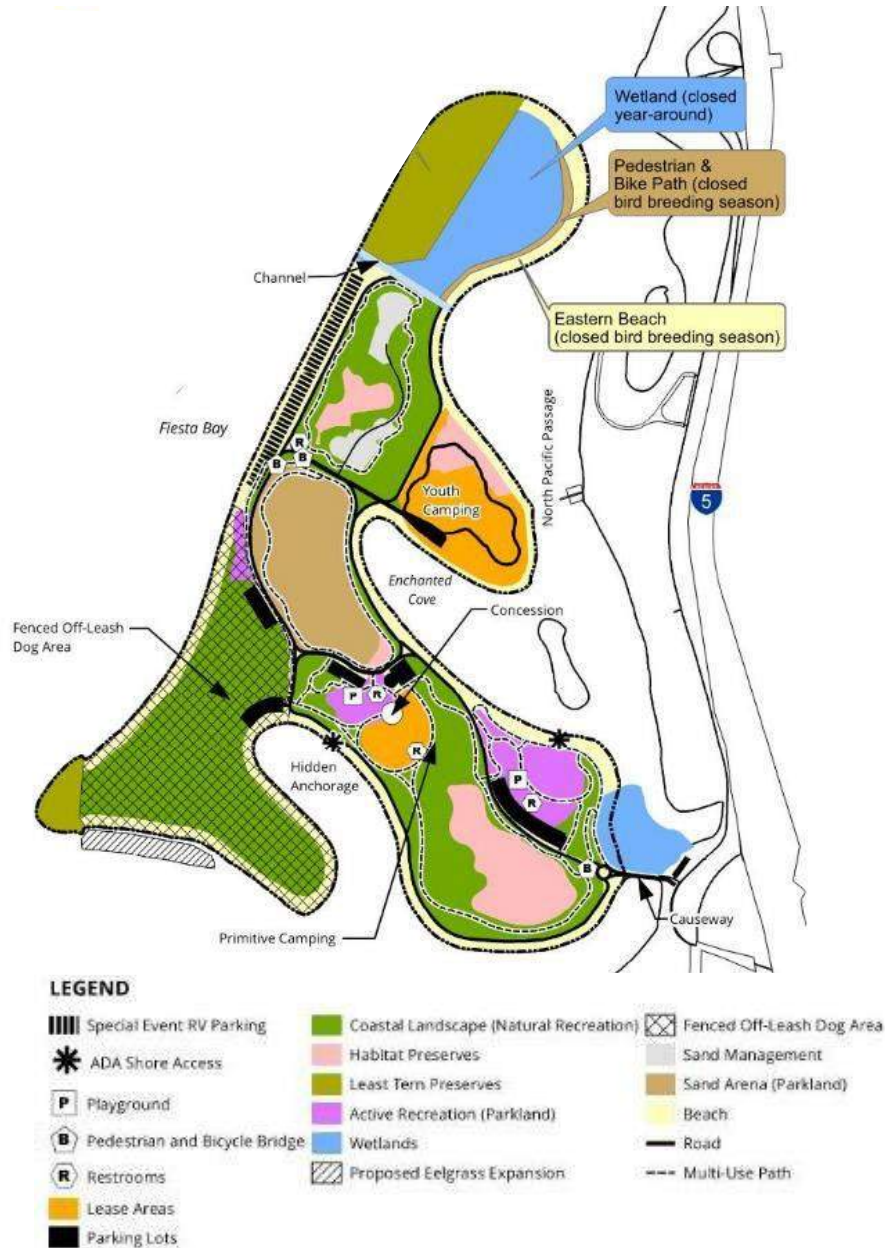 Wetland (closed
year-around)
Pedestrian &
Bike Path (closed
bird breeding season)
Channel
Eastern Beach
(closed bird breeding season)
Fiesta Bay
R
B
B
North Pacific Passage
5
Youth
Camping
Enchanted
Cove
Concession
Fenced Off-Leash
Dog Area
P
R
R
Hidden
Anchorage
P
R
B
Causeway
Primitive Camping
LEGEND
Special Event RV Parking
ADA Shore Access
P Playground
B Pedestrian and Bicycle Bridge
R Restrooms
Lease Areas
Parking Lots
Coastal Landscape (Natural Recreation)
Habitat Preserves
Least Tern Preserves
Active Recreation (Parkland)
Wetlands
Proposed Eelgrass Expansion
Fenced Off-Leash Dog Area
Sand Management
Sand Arena (Parkland)
Beach
Road
Multi-Use Path